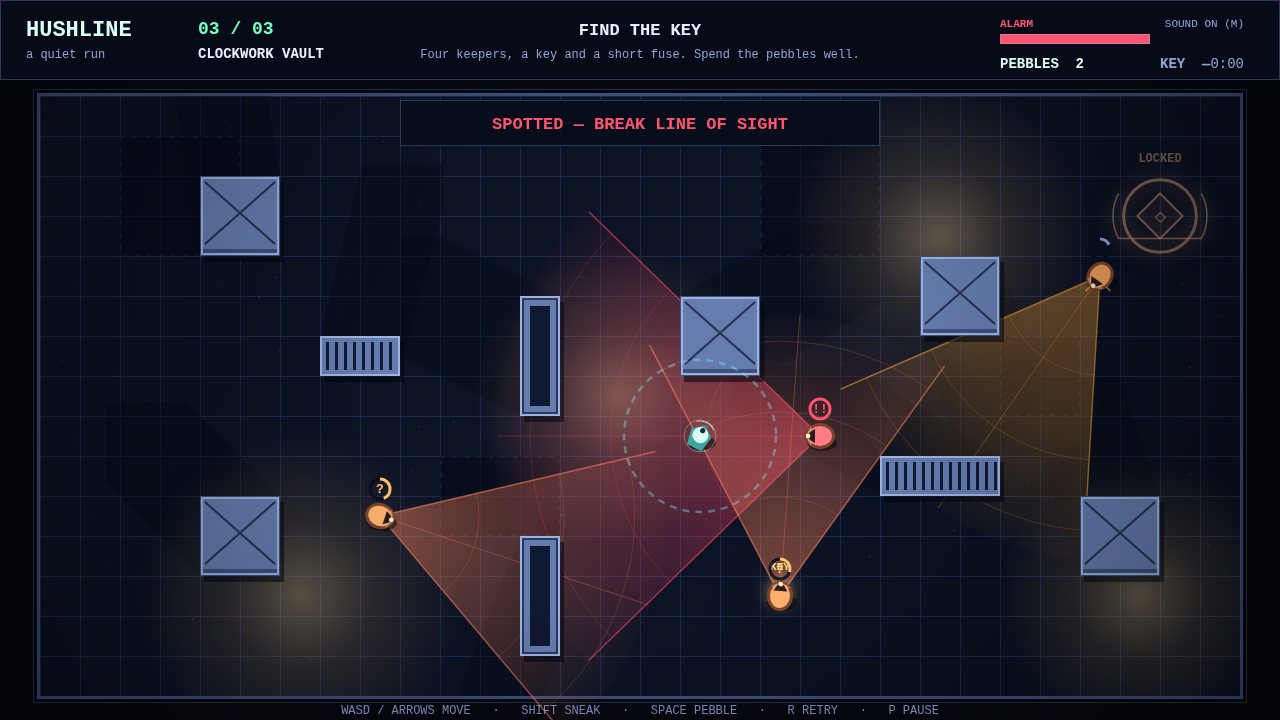 HUSHLINE
a quiet run
03 / 03
CLOCKWORK VAULT
FIND THE KEY
Four keepers, a key and a short fuse. Spend the pebbles well.
ALARM
SOUND ON (M)
PEBBLES 2
KEY —0:00
SPOTTED — BREAK LINE OF SIGHT
LOCKED
!!
?
KEY
WASD / ARROWS MOVE · SHIFT SNEAK · SPACE PEBBLE · R RETRY · P PAUSE